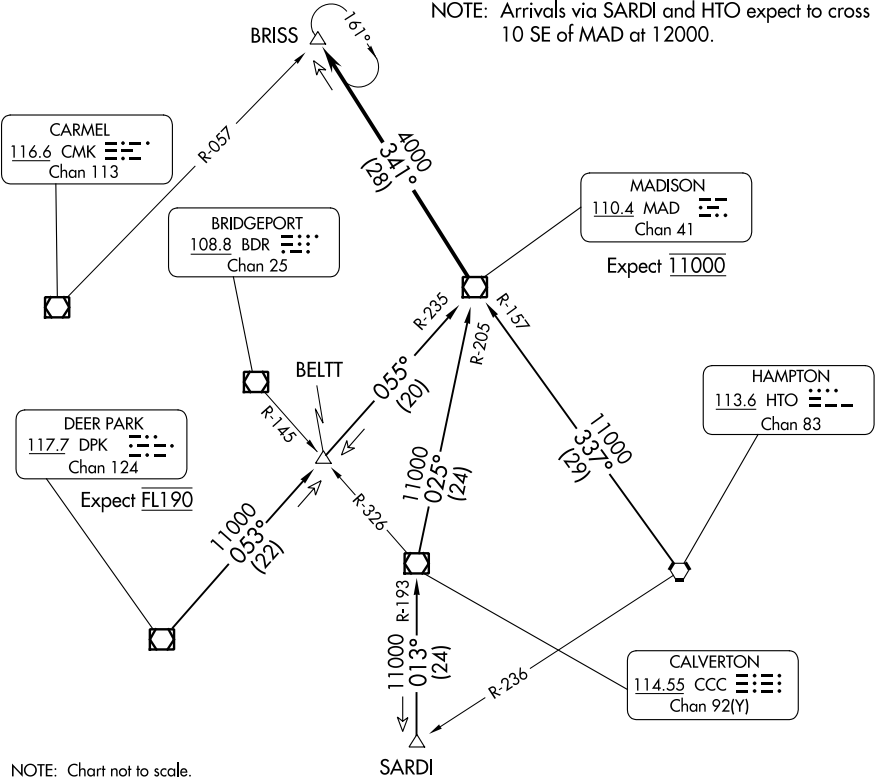 NOTE: Arrivals via SARDI and HTO expect to cross
10 SE of MAD at 12000.
BRISS
161°
R-057
CARMEL
116.6 CMK
Chan 113
4000
341°
(28)
MADISON
110.4 MAD
Chan 41
Expect 11000
BRIDGEPORT
108.8 BDR
Chan 25
R-235
R-205
R-157
055°
(20)
BELTT
R-145
HAMPTON
113.6 HTO
Chan 83
DEER PARK
117.7 DPK
Chan 124
Expect FL190
11000
053°
(22)
R-326
11000
025°
(24)
11000
337°
(29)
R-193
11000
013°
(24)
R-236
CALVERTON
114.55 CCC
Chan 92(Y)
SARDI
NOTE: Chart not to scale.